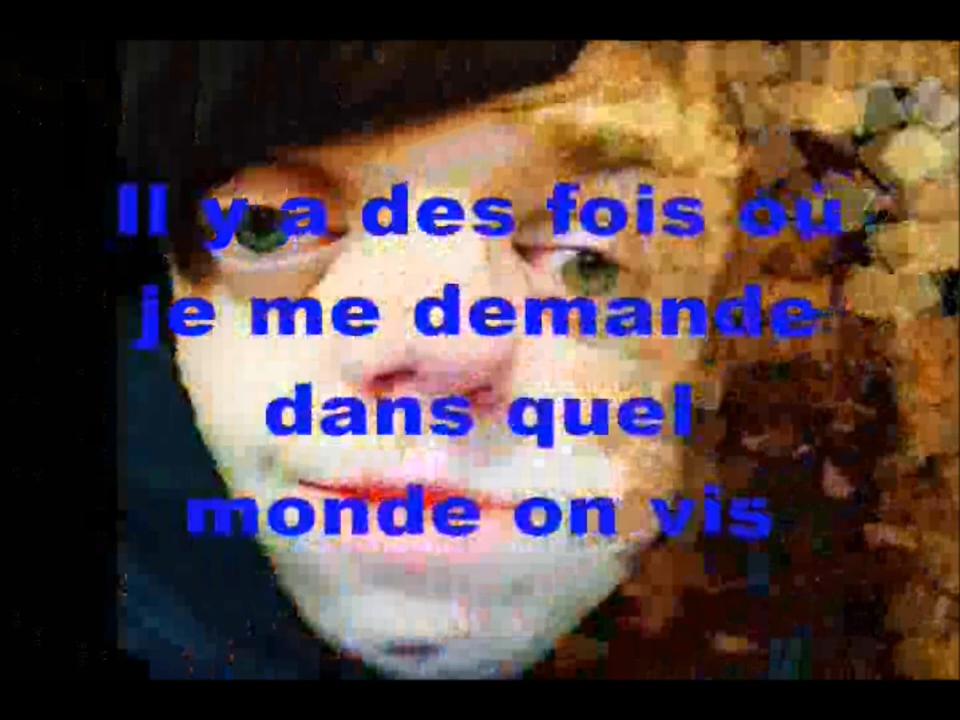 Il y a des fois où
je me demande
dans quel
monde on vis